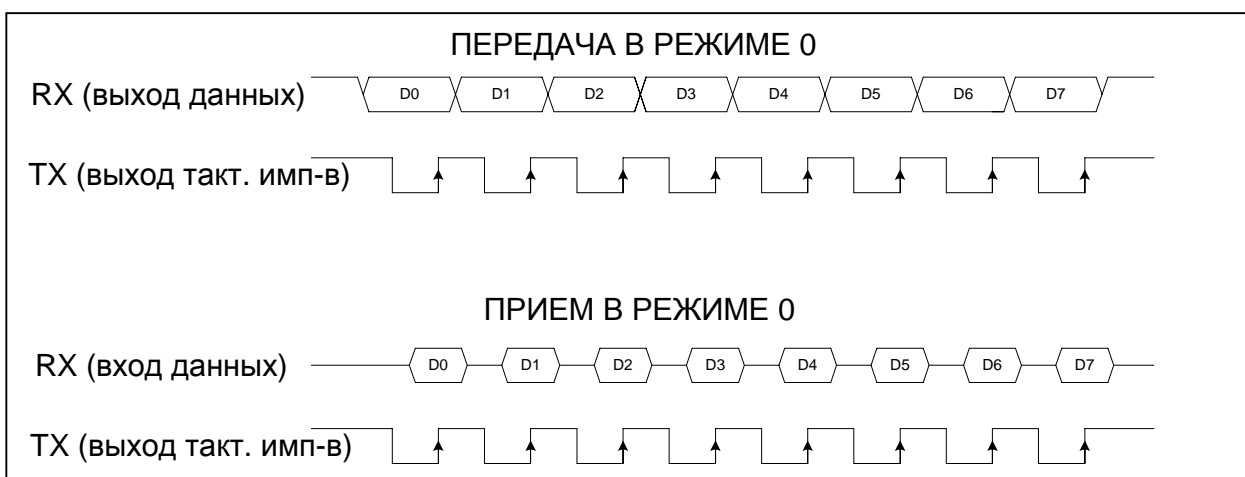 ПЕРЕДАЧА В РЕЖИМЕ 0
RX (выход данных) D0 D1 D2 D3 D4 D5 D6 D7
TX (выход такт. имп-в)
ПРИЕМ В РЕЖИМЕ 0
RX (вход данных) D0 D1 D2 D3 D4 D5 D6 D7
TX (выход такт. имп-в)